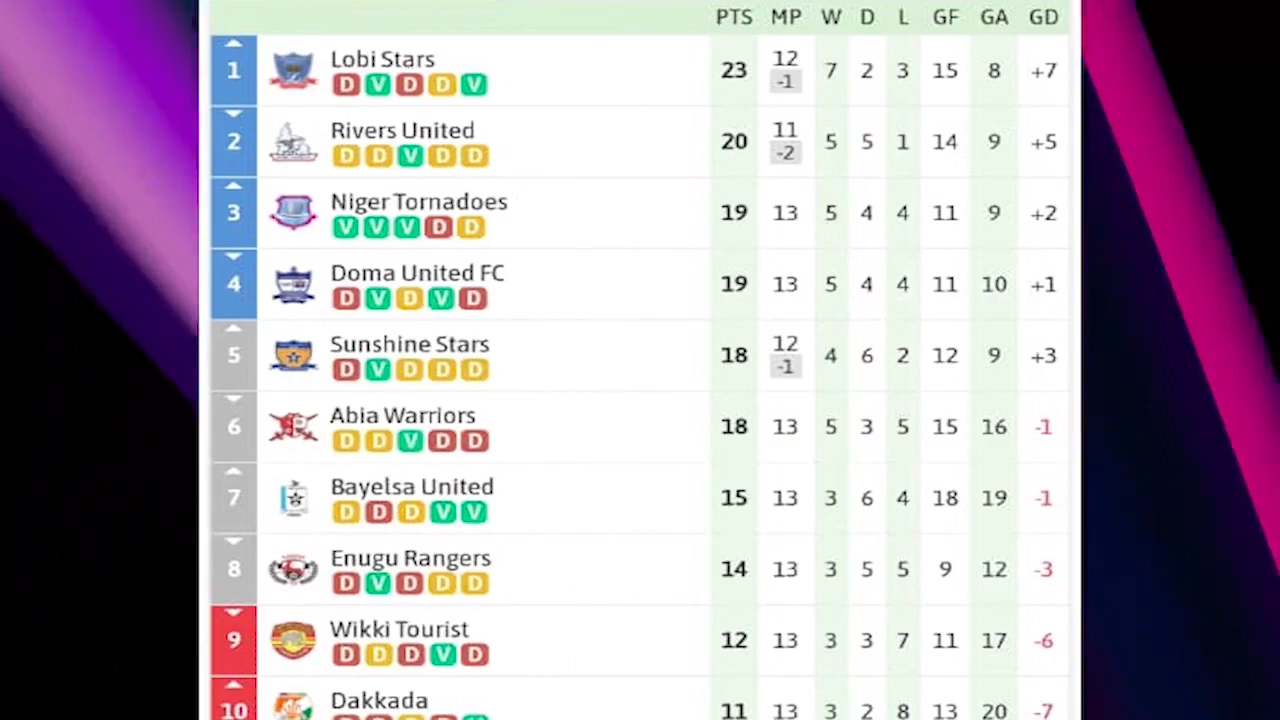 PTS MP W D L GF GA GD
1 Lobi Stars 23 12 7 2 3 15 8 +7
D V D D V -1
2 Rivers United 20 11 5 5 1 14 9 +5
D D V D D -2
3 Niger Tornadoes 19 13 5 4 4 11 9 +2
V V V D D
4 Doma United FC 19 13 5 4 4 11 10 +1
D V D V D
5 Sunshine Stars 18 12 4 6 2 12 9 +3
D V D D D -1
6 Abia Warriors 18 13 5 3 5 15 16 -1
D D V D D
7 Bayelsa United 15 13 3 6 4 18 19 -1
D D D V V
8 Enugu Rangers 14 13 3 5 5 9 12 -3
D V D D D
9 Wikki Tourist 12 13 3 3 7 11 17 -6
D D D V D
10 Dakkada 11 13 3 2 8 13 20 -7